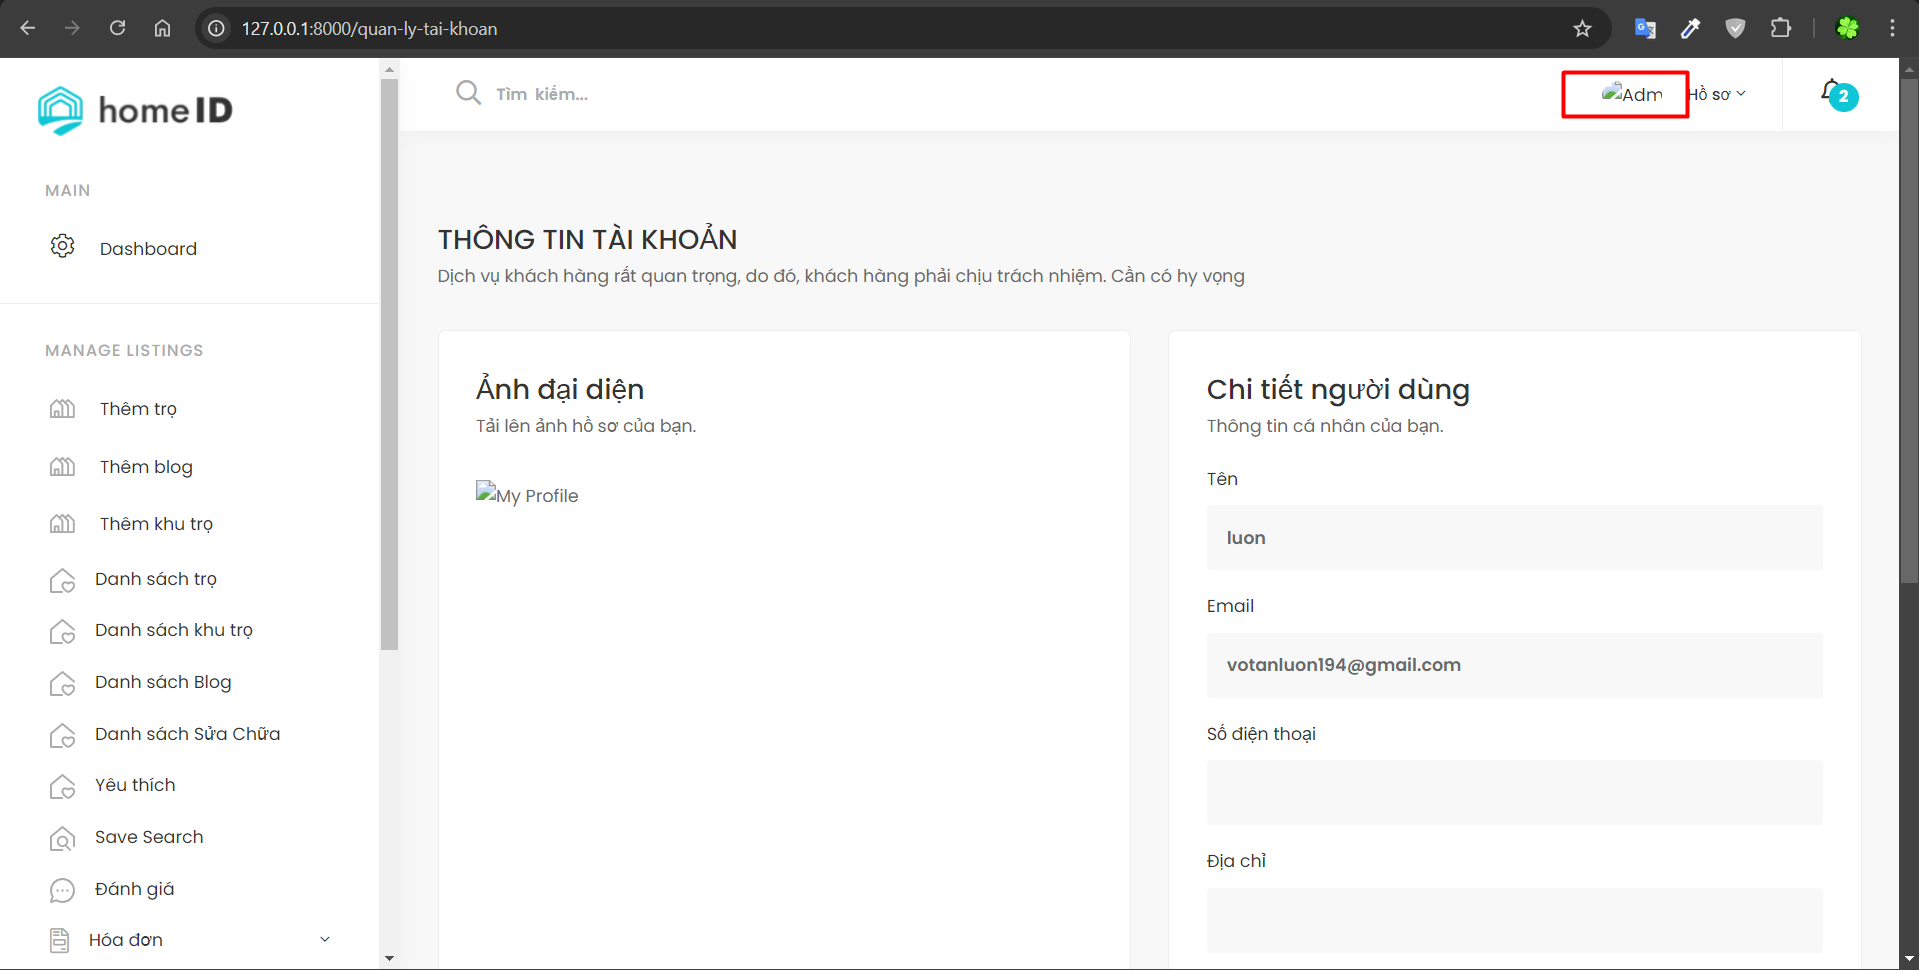 127.0.0.1:8000/quan-ly-tai-khoan
homeID
Tìm kiếm...
Adm
Hồ sơ
2
MAIN
Dashboard
MANAGE LISTINGS
Thêm trọ
Thêm blog
Thêm khu trọ
Danh sách trọ
Danh sách khu trọ
Danh sách Blog
Danh sách Sửa Chữa
Yêu thích
Save Search
Đánh giá
Hóa đơn
THÔNG TIN TÀI KHOẢN
Dịch vụ khách hàng rất quan trọng, do đó, khách hàng phải chịu trách nhiệm. Cần có hy vọng
Ảnh đại diện
Tải lên ảnh hồ sơ của bạn.
My Profile
Chi tiết người dùng
Thông tin cá nhân của bạn.
Tên
luon
Email
votanluon194@gmail.com
Số điện thoại
Địa chỉ